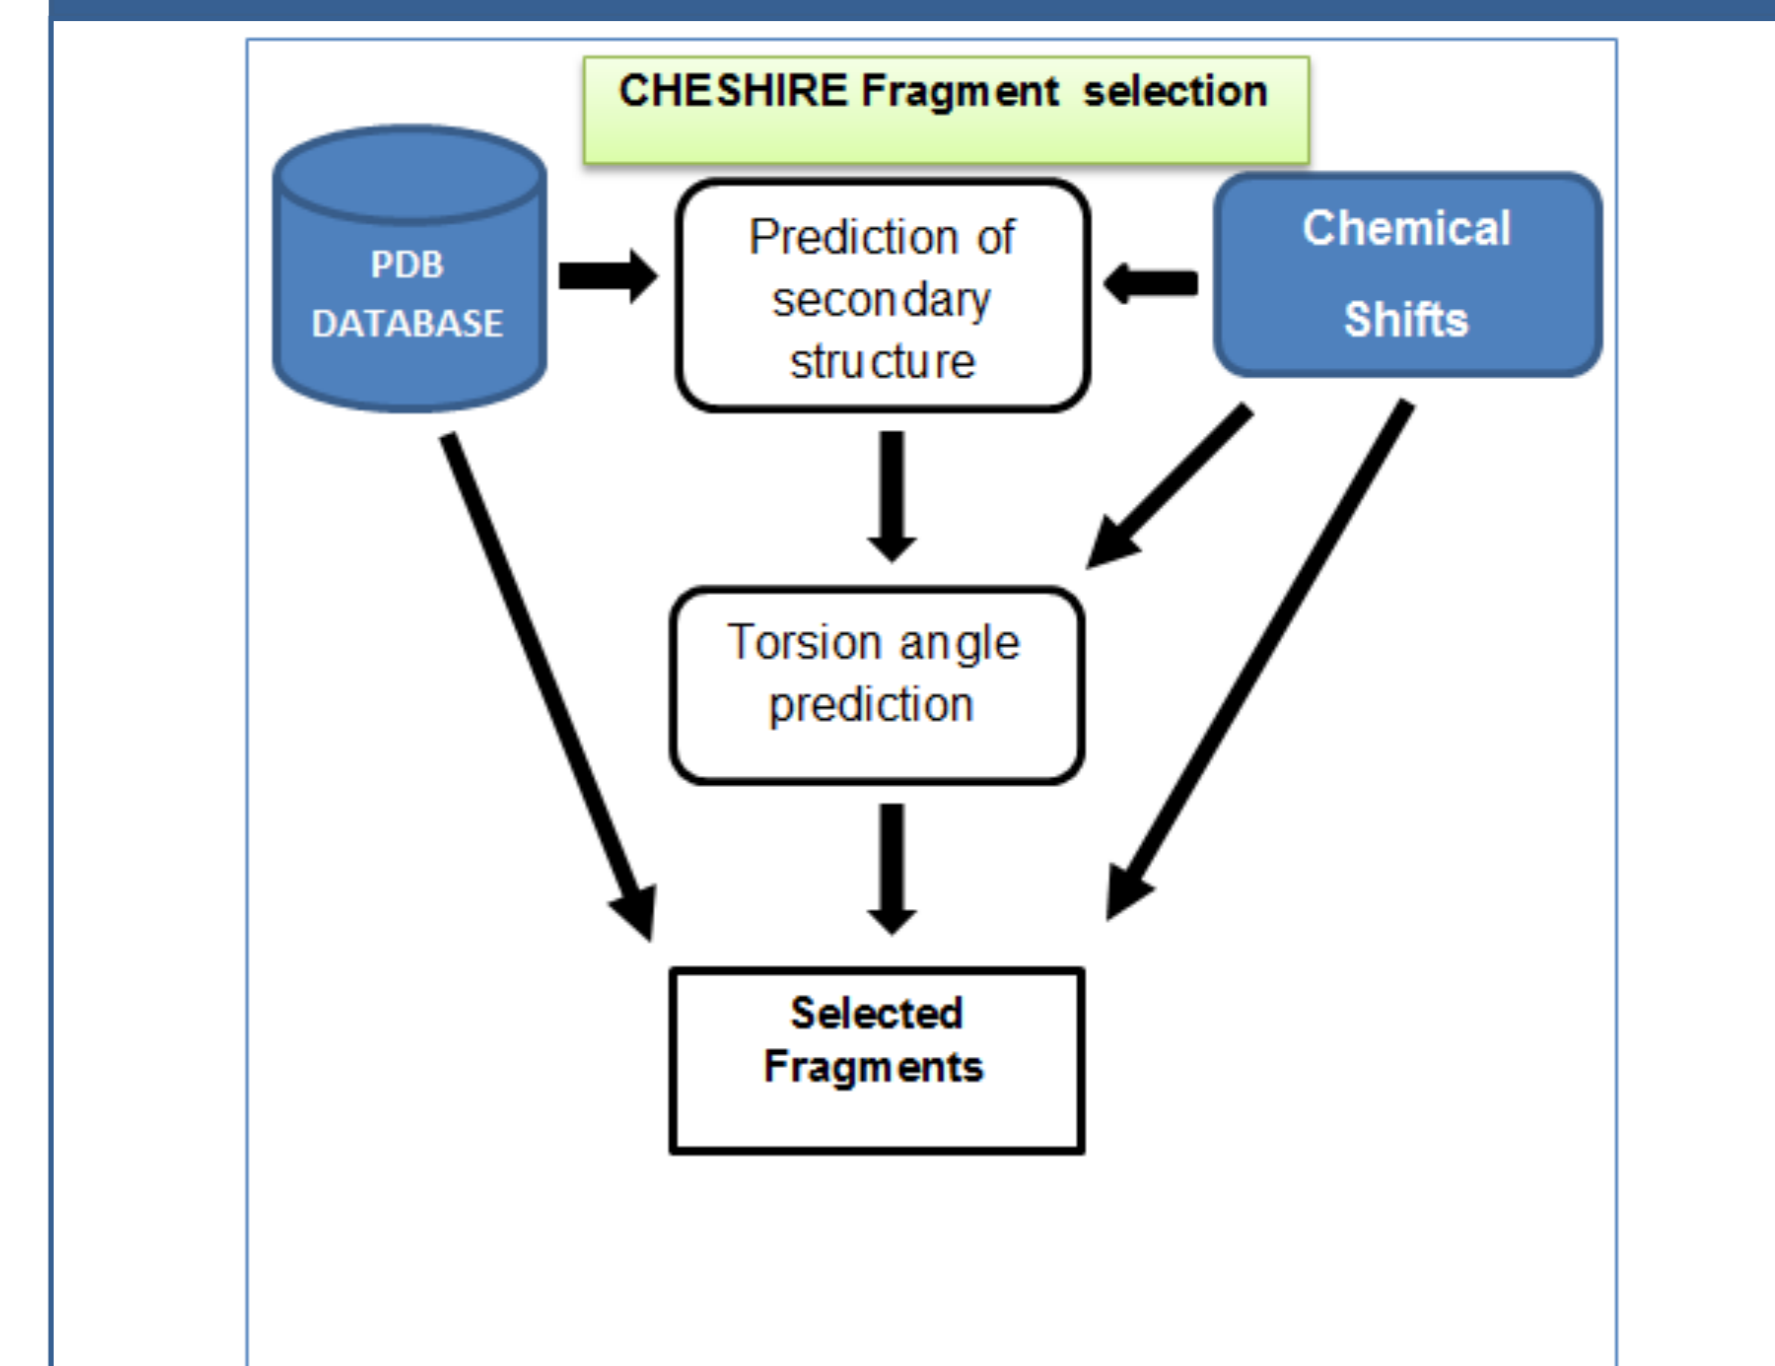 CHESHIRE Fragment selection
PDB
DATABASE
Prediction of
secondary
structure
Chemical
Shifts
Torsion angle
prediction
Selected
Fragments